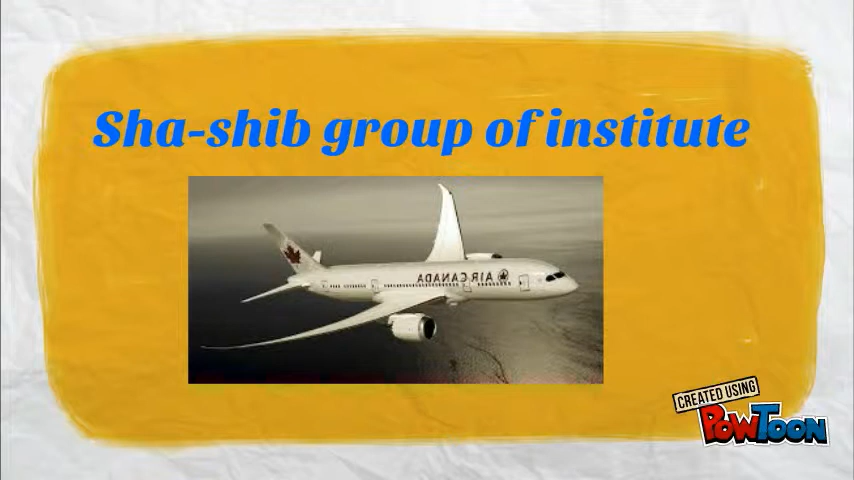 Sha-shib group of institute
AIR CANADA
CREATED USING
POWTOON